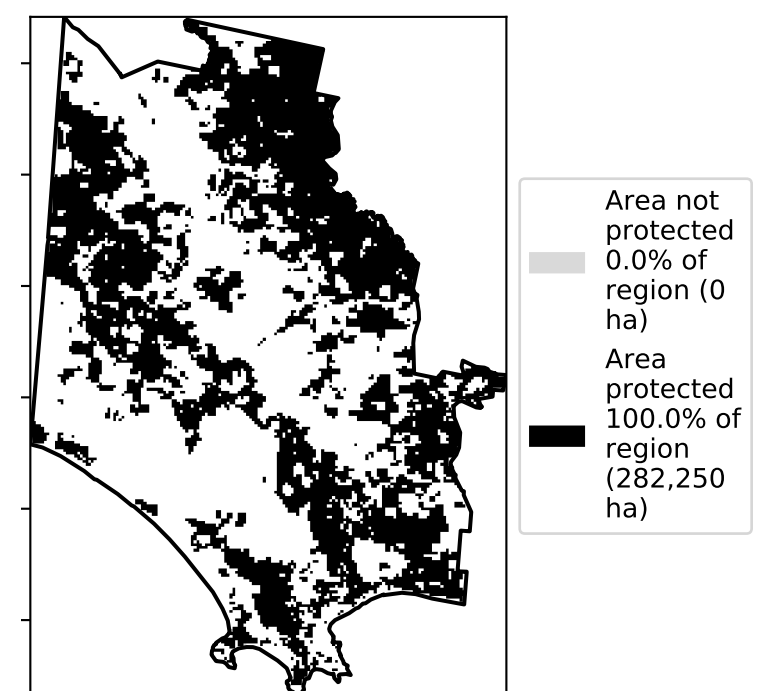 Area not
protected
0.0% of
region (0
ha)
Area
protected
100.0% of
region
(282,250
ha)